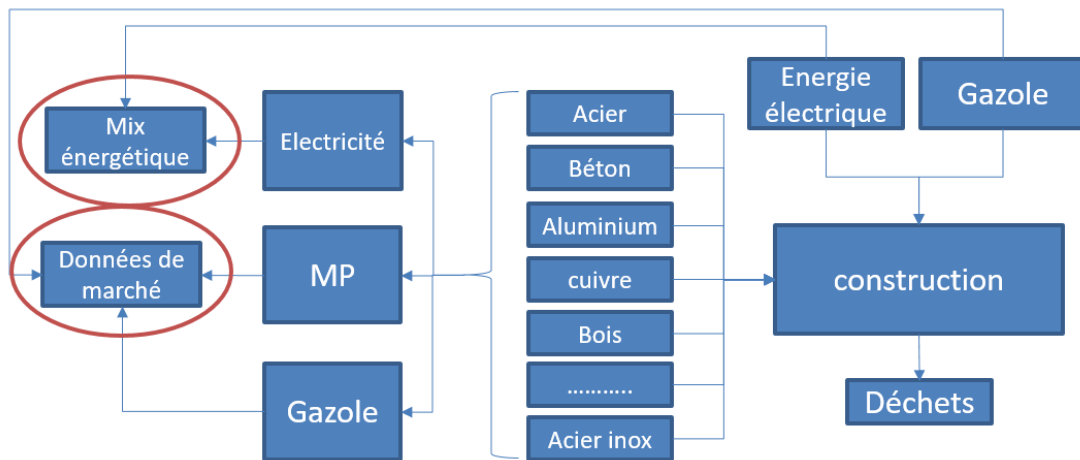 Mix
énergétique
Données de
marché
Electricité
MP
Gazole
Acier
Béton
Aluminium
cuivre
Bois
………..
Acier inox
Energie
électrique
Gazole
construction
Déchets